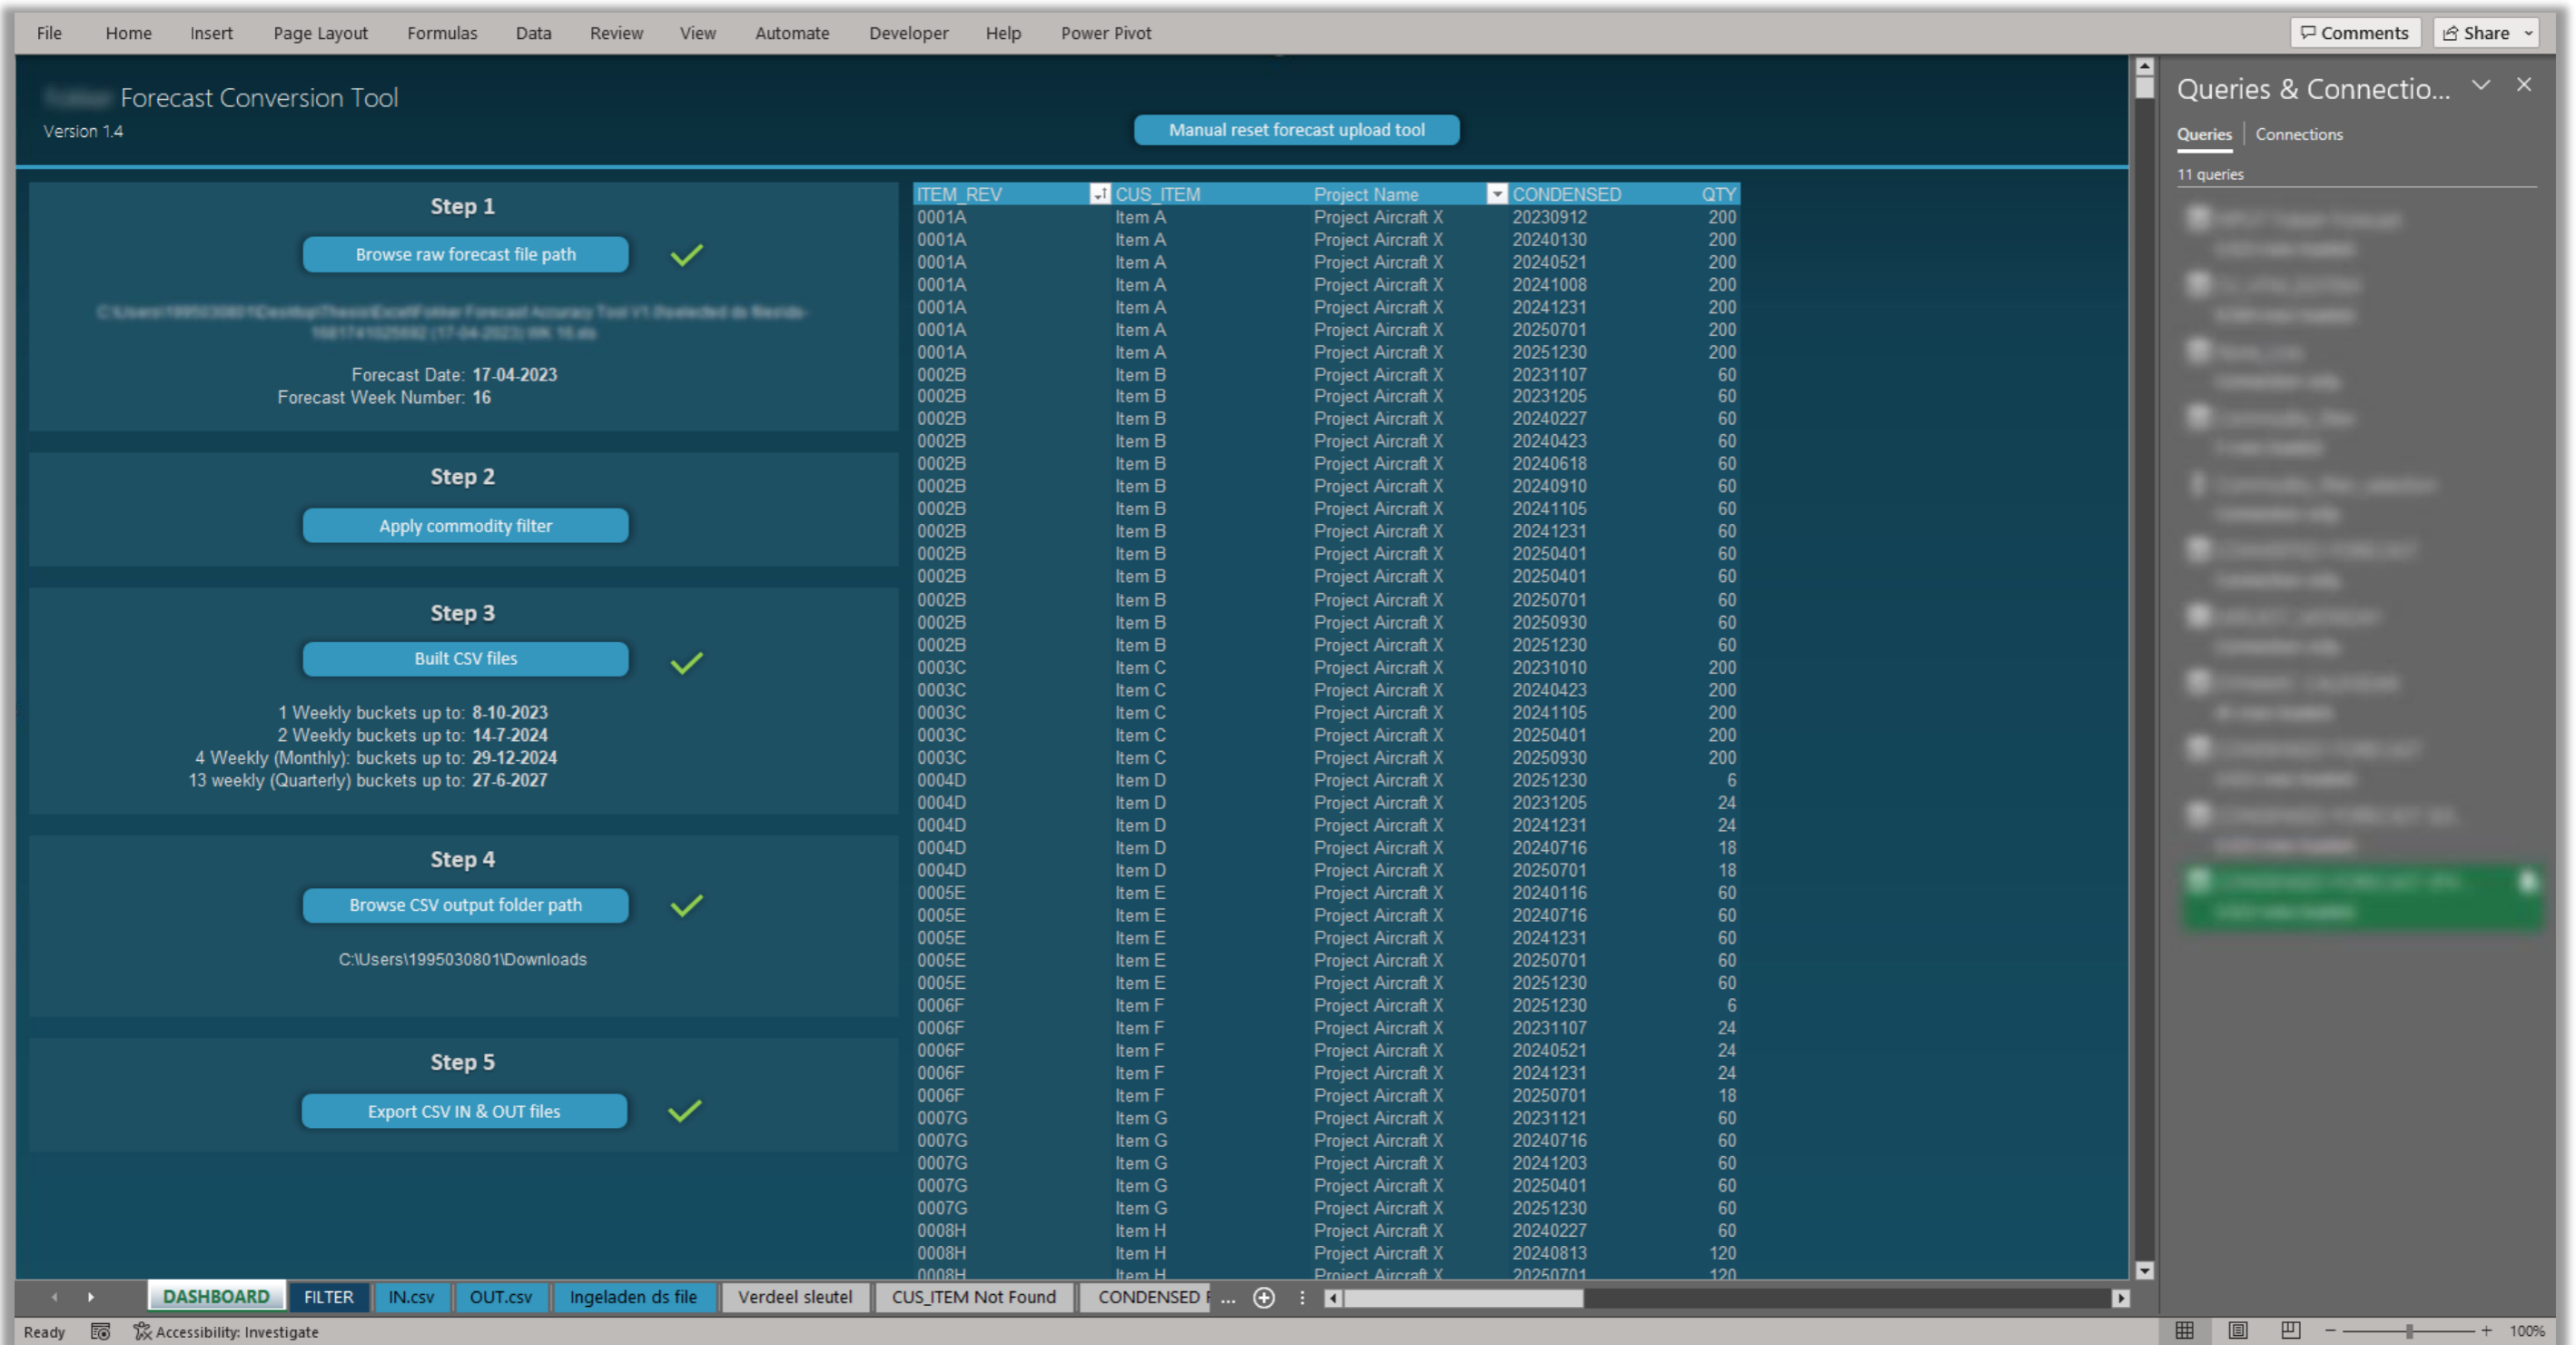 File Home Insert Page Layout Formulas Data Review View Automate Developer Help Power Pivot Comments Share
Forecast Conversion Tool
Version 1.4
Manual reset forecast upload tool
Step 1
Browse raw forecast file path
Forecast Date: 17-04-2023
Forecast Week Number: 16
Step 2
Apply commodity filter
Step 3
Built CSV files
1 Weekly buckets up to: 8-10-2023
2 Weekly buckets up to: 14-7-2024
4 Weekly (Monthly): buckets up to: 29-12-2024
13 weekly (Quarterly) buckets up to: 27-6-2027
Step 4
Browse CSV output folder path
C:\Users\1995030801\Downloads
Step 5
Export CSV IN & OUT files
ITEM_REV CUS_ITEM Project Name CONDENSED QTY
0001A Item A Project Aircraft X 20230912 200
0001A Item A Project Aircraft X 20240130 200
0001A Item A Project Aircraft X 20240521 200
0001A Item A Project Aircraft X 20241008 200
0001A Item A Project Aircraft X 20241231 200
0001A Item A Project Aircraft X 20250701 200
0001A Item A Project Aircraft X 20251230 200
0002B Item B Project Aircraft X 20231107 60
0002B Item B Project Aircraft X 20231205 60
0002B Item B Project Aircraft X 20240227 60
0002B Item B Project Aircraft X 20240423 60
0002B Item B Project Aircraft X 20240618 60
0002B Item B Project Aircraft X 20240910 60
0002B Item B Project Aircraft X 20241105 60
0002B Item B Project Aircraft X 20241231 60
0002B Item B Project Aircraft X 20250401 60
0002B Item B Project Aircraft X 20250401 60
0002B Item B Project Aircraft X 20250701 60
0002B Item B Project Aircraft X 20250930 60
0002B Item B Project Aircraft X 20251230 60
0003C Item C Project Aircraft X 20231010 200
0003C Item C Project Aircraft X 20240423 200
0003C Item C Project Aircraft X 20241105 200
0003C Item C Project Aircraft X 20250401 200
0003C Item C Project Aircraft X 20250930 200
0004D Item D Project Aircraft X 20251230 6
0004D Item D Project Aircraft X 20231205 24
0004D Item D Project Aircraft X 20241231 24
0004D Item D Project Aircraft X 20240716 18
0004D Item D Project Aircraft X 20250701 18
0005E Item E Project Aircraft X 20240116 60
0005E Item E Project Aircraft X 20240716 60
0005E Item E Project Aircraft X 20241231 60
0005E Item E Project Aircraft X 20250701 60
0005E Item E Project Aircraft X 20251230 60
0006F Item F Project Aircraft X 20251230 6
0006F Item F Project Aircraft X 20231107 24
0006F Item F Project Aircraft X 20240521 24
0006F Item F Project Aircraft X 20241231 24
0006F Item F Project Aircraft X 20250701 18
0007G Item G Project Aircraft X 20231121 60
0007G Item G Project Aircraft X 20240716 60
0007G Item G Project Aircraft X 20241203 60
0007G Item G Project Aircraft X 20250401 60
0007G Item G Project Aircraft X 20251230 60
0008H Item H Project Aircraft X 20240227 60
0008H Item H Project Aircraft X 20240813 120
0008H Item H Project Aircraft X 20250701 120
Queries & Connectio...
Queries Connections
11 queries
DASHBOARD FILTER IN.csv OUT.csv Ingeladen ds file Verdeel sleutel CUS_ITEM Not Found CONDENSED F ...
Ready Accessibility: Investigate 100%